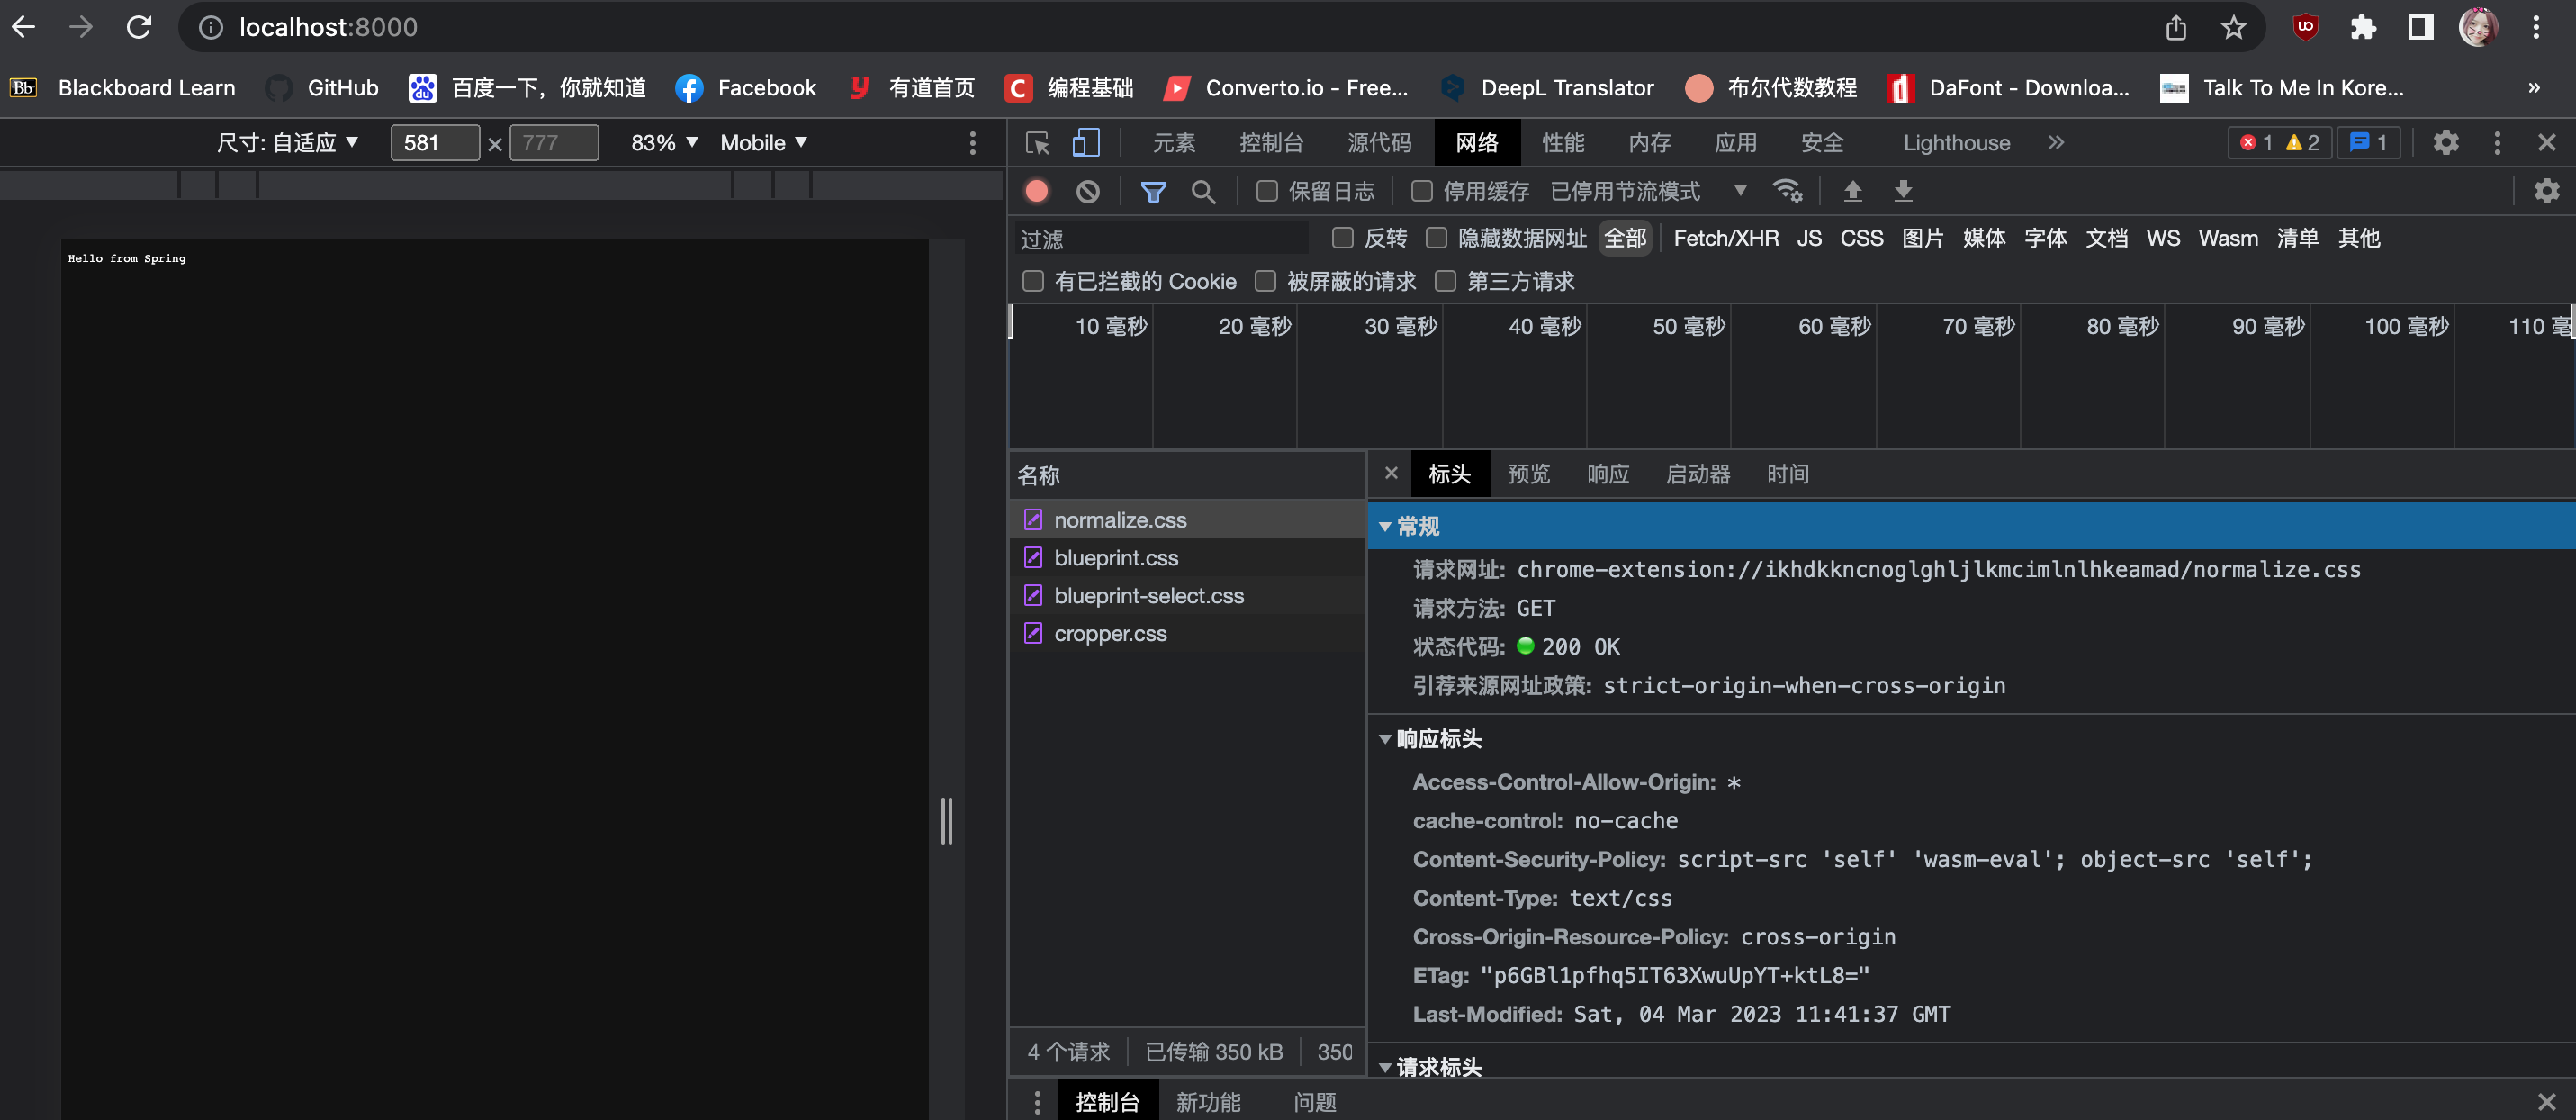 localhost:8000
Blackboard Learn GitHub 百度一下，你就知道 Facebook 有道首页 编程基础 Converto.io - Free... DeepL Translator 布尔代数教程 DaFont - Downloa... Talk To Me In Kore... »
尺寸: 自适应 581 × 777 83% Mobile
元素 控制台 源代码 网络 性能 内存 应用 安全 Lighthouse » 1 2 1
保留日志 停用缓存 已停用节流模式
过滤 反转 隐藏数据网址 全部 Fetch/XHR JS CSS 图片 媒体 字体 文档 WS Wasm 清单 其他
有已拦截的 Cookie 被屏蔽的请求 第三方请求
10 毫秒 20 毫秒 30 毫秒 40 毫秒 50 毫秒 60 毫秒 70 毫秒 80 毫秒 90 毫秒 100 毫秒 110 毫
Hello from Spring
名称
normalize.css
blueprint.css
blueprint-select.css
cropper.css
4 个请求 已传输 350 kB 350
标头 预览 响应 启动器 时间
常规
请求网址: chrome-extension://ikhdkkncnoglghljlkmcimlnlhkeamad/normalize.css
请求方法: GET
状态代码: 200 OK
引荐来源网址政策: strict-origin-when-cross-origin
响应标头
Access-Control-Allow-Origin: *
cache-control: no-cache
Content-Security-Policy: script-src 'self' 'wasm-eval'; object-src 'self';
Content-Type: text/css
Cross-Origin-Resource-Policy: cross-origin
ETag: "p6GBl1pfhq5IT63XwuUpYT+ktL8="
Last-Modified: Sat, 04 Mar 2023 11:41:37 GMT
请求标头
控制台 新功能 问题